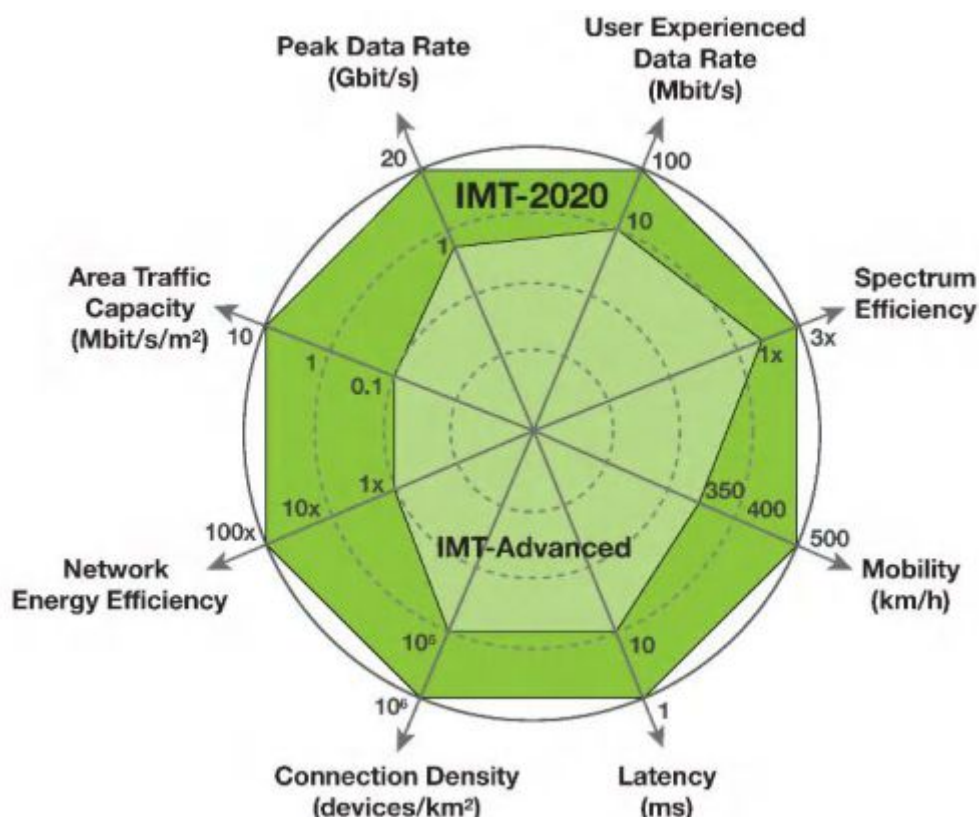 Peak Data Rate
(Gbit/s)
User Experienced
Data Rate
(Mbit/s)
20
100
IMT-2020
1
10
Area Traffic
Capacity
(Mbit/s/m²)
Spectrum
Efficiency
10
1
0.1
1x
3x
1x
10x
100x
350
400
500
Network
Energy Efficiency
IMT-Advanced
Mobility
(km/h)
10⁵
10
10⁶
1
Connection Density
(devices/km²)
Latency
(ms)